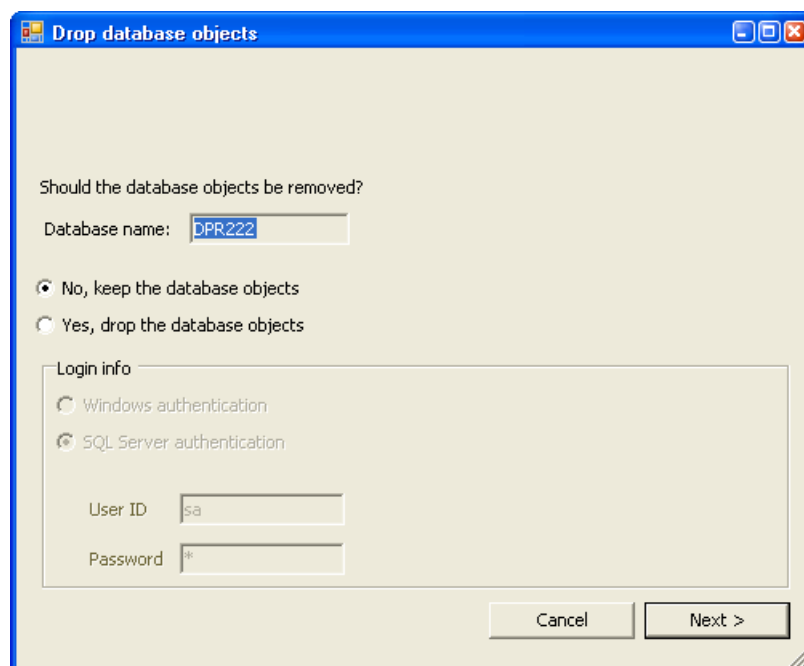 Drop database objects
Should the database objects be removed?
Database name: DPR222
No, keep the database objects
Yes, drop the database objects
Login info
Windows authentication
SQL Server authentication
User ID sa
Password *
Cancel Next >